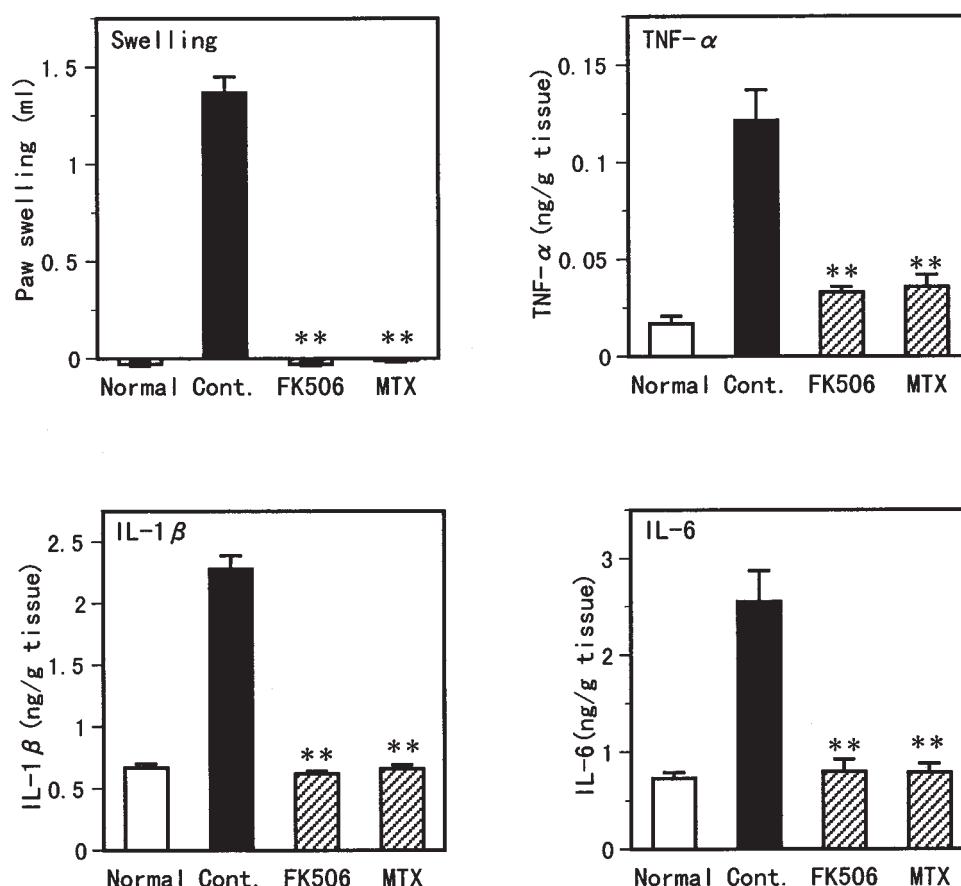 Swelling
Paw swelling (ml)
1.5
1
0.5
0
** **
Normal Cont. FK506 MTX
TNF-α
TNF-α (ng/g tissue)
0.15
0.1
0.05
0
** **
Normal Cont. FK506 MTX
IL-1β
IL-1β (ng/g tissue)
2.5
2
1.5
1
0.5
0
** **
Normal Cont. FK506 MTX
IL-6
IL-6(ng/g tissue)
3
2
1
0
** **
Normal Cont. FK506 MTX